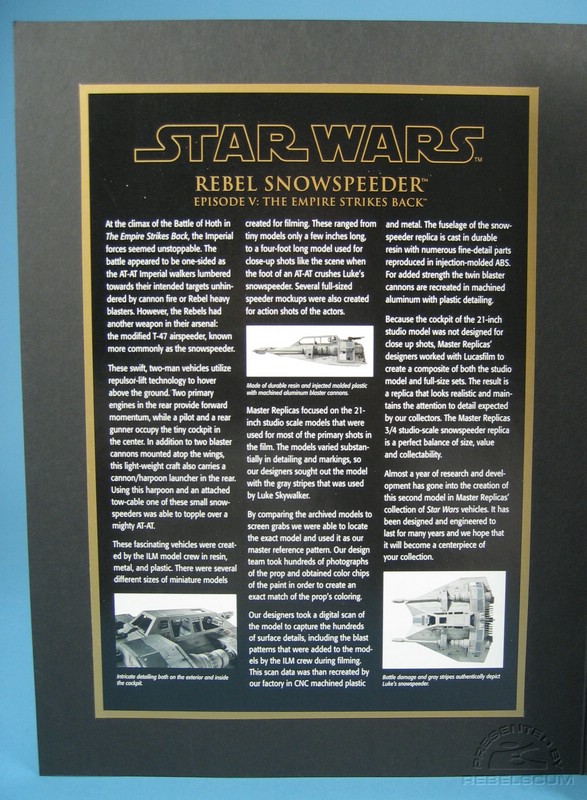 STAR WARS™
REBEL SNOWSPEEDER™
EPISODE V: THE EMPIRE STRIKES BACK™
At the climax of the Battle of Hoth in
The Empire Strikes Back, the Imperial
forces seemed unstoppable. The
battle appeared to be one-sided as
the AT-AT Imperial walkers lumbered
towards their intended targets unhin-
dered by cannon fire or Rebel heavy
blasters. However, the Rebels had
another weapon in their arsenal:
the modified T-47 airspeeder, known
more commonly as the snowspeeder.
These swift, two-man vehicles utilize
repulsor-lift technology to hover
above the ground. Two primary
engines in the rear provide forward
momentum, while a pilot and a rear
gunner occupy the tiny cockpit in
the center. In addition to two blaster
cannons mounted atop the wings,
this light-weight craft also carries a
cannon/harpoon launcher in the rear.
Using this harpoon and an attached
tow-cable one of these small snow-
speeders was able to topple over a
mighty AT-AT.
These fascinating vehicles were creat-
ed by the ILM model crew in resin,
metal, and plastic. There were several
different sizes of miniature models
Intricate detailing both on the exterior and inside
the cockpit.
created for filming. These ranged from
tiny models only a few inches long,
to a four-foot long model used for
close-up shots like the scene when
the foot of an AT-AT crushes Luke's
snowspeeder. Several full-sized
speeder mockups were also created
for action shots of the actors.
Made of durable resin and injected molded plastic
with machined aluminum blaster cannons.
Master Replicas focused on the 21-
inch studio scale models that were
used for most of the primary shots in
the film. The models varied substan-
tially in detailing and markings, so
our designers sought out the model
with the gray stripes that was used
by Luke Skywalker.
By comparing the archived models to
screen grabs we were able to locate
the exact model and used it as our
master reference pattern. Our design
team took hundreds of photographs
of the prop and obtained color chips
of the paint in order to create an
exact match of the prop's coloring.
Our designers took a digital scan of
the model to capture the hundreds
of surface details, including the blast
patterns that were added to the mod-
els by the ILM crew during filming.
This scan data was than recreated by
our factory in CNC machined plastic
and metal. The fuselage of the snow-
speeder replica is cast in durable
resin with numerous fine-detail parts
reproduced in injection-molded ABS.
For added strength the twin blaster
cannons are recreated in machined
aluminum with plastic detailing.
Because the cockpit of the 21-inch
studio model was not designed for
close up shots, Master Replicas'
designers worked with Lucasfilm to
create a composite of both the studio
model and full-size sets. The result is
a replica that looks realistic and main-
tains the attention to detail expected
by our collectors. The Master Replicas
3/4 studio-scale snowspeeder replica
is a perfect balance of size, value
and collectability.
Almost a year of research and devel-
opment has gone into the creation of
this second model in Master Replicas'
collection of Star Wars vehicles. It has
been designed and engineered to
last for many years and we hope that
it will become a centerpiece of
your collection.
Battle damage and gray stripes authentically depict
Luke's snowspeeder.
PRESENTED BY
REBELSCUM